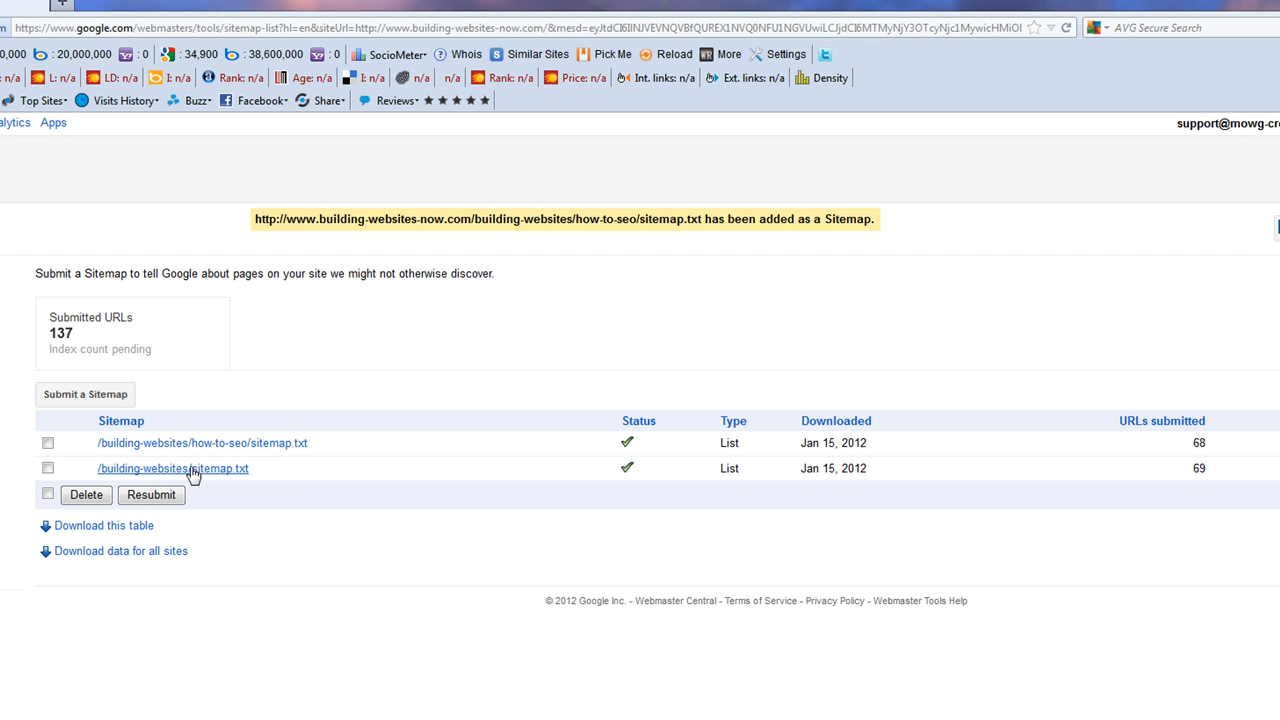 https://www.google.com/webmasters/tools/sitemap-list?hl=en&siteUrl=http://www.building-websites-now.com/&mesd= AVG Secure Search
0,000 : 20,000,000 : 0 : 34,900 : 38,600,000 : 0 SocioMeter Whois Similar Sites Pick Me Reload More Settings
: n/a L: n/a LD: n/a I: n/a Rank: n/a Age: n/a I: n/a n/a n/a Rank: n/a Price: n/a Int. links: n/a Ext. links: n/a Density
Top Sites Visits History Buzz Facebook Share Reviews
alytics Apps support@mowg-cr
http://www.building-websites-now.com/building-websites/how-to-seo/sitemap.txt has been added as a Sitemap.
Submit a Sitemap to tell Google about pages on your site we might not otherwise discover.
Submitted URLs
137
Index count pending
Submit a Sitemap
Sitemap Status Type Downloaded URLs submitted
/building-websites/how-to-seo/sitemap.txt List Jan 15, 2012 68
/building-websites/sitemap.txt List Jan 15, 2012 69
Delete Resubmit
Download this table
Download data for all sites
© 2012 Google Inc. - Webmaster Central - Terms of Service - Privacy Policy - Webmaster Tools Help